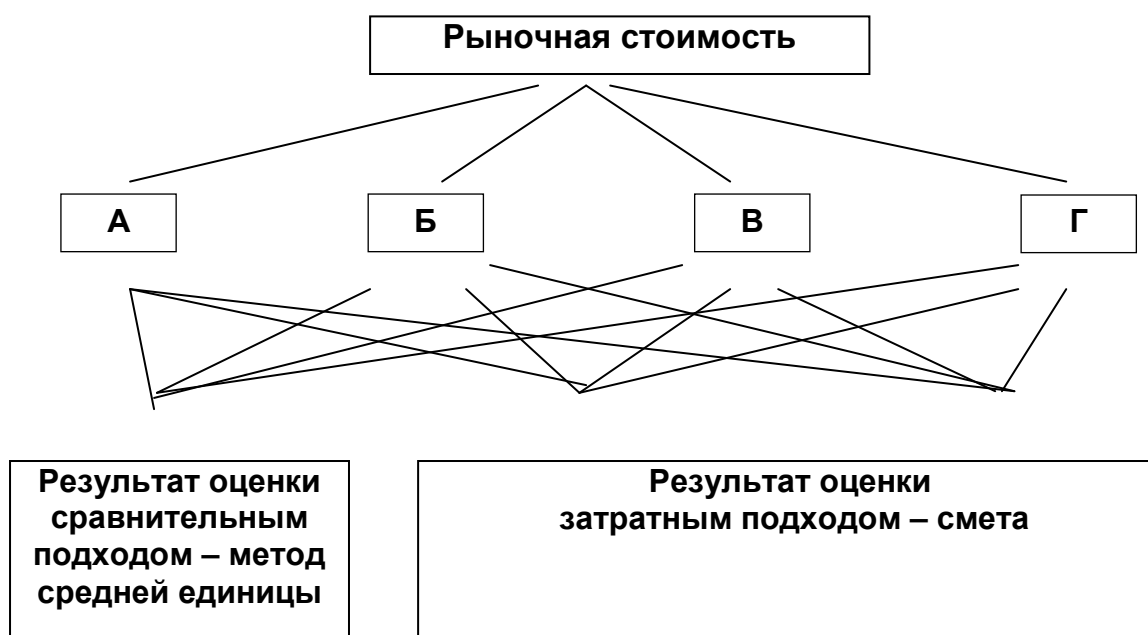 Рыночная стоимость
А
Б
В
Г
Результат оценки
сравнительным
подходом – метод
средней единицы
Результат оценки
затратным подходом – смета